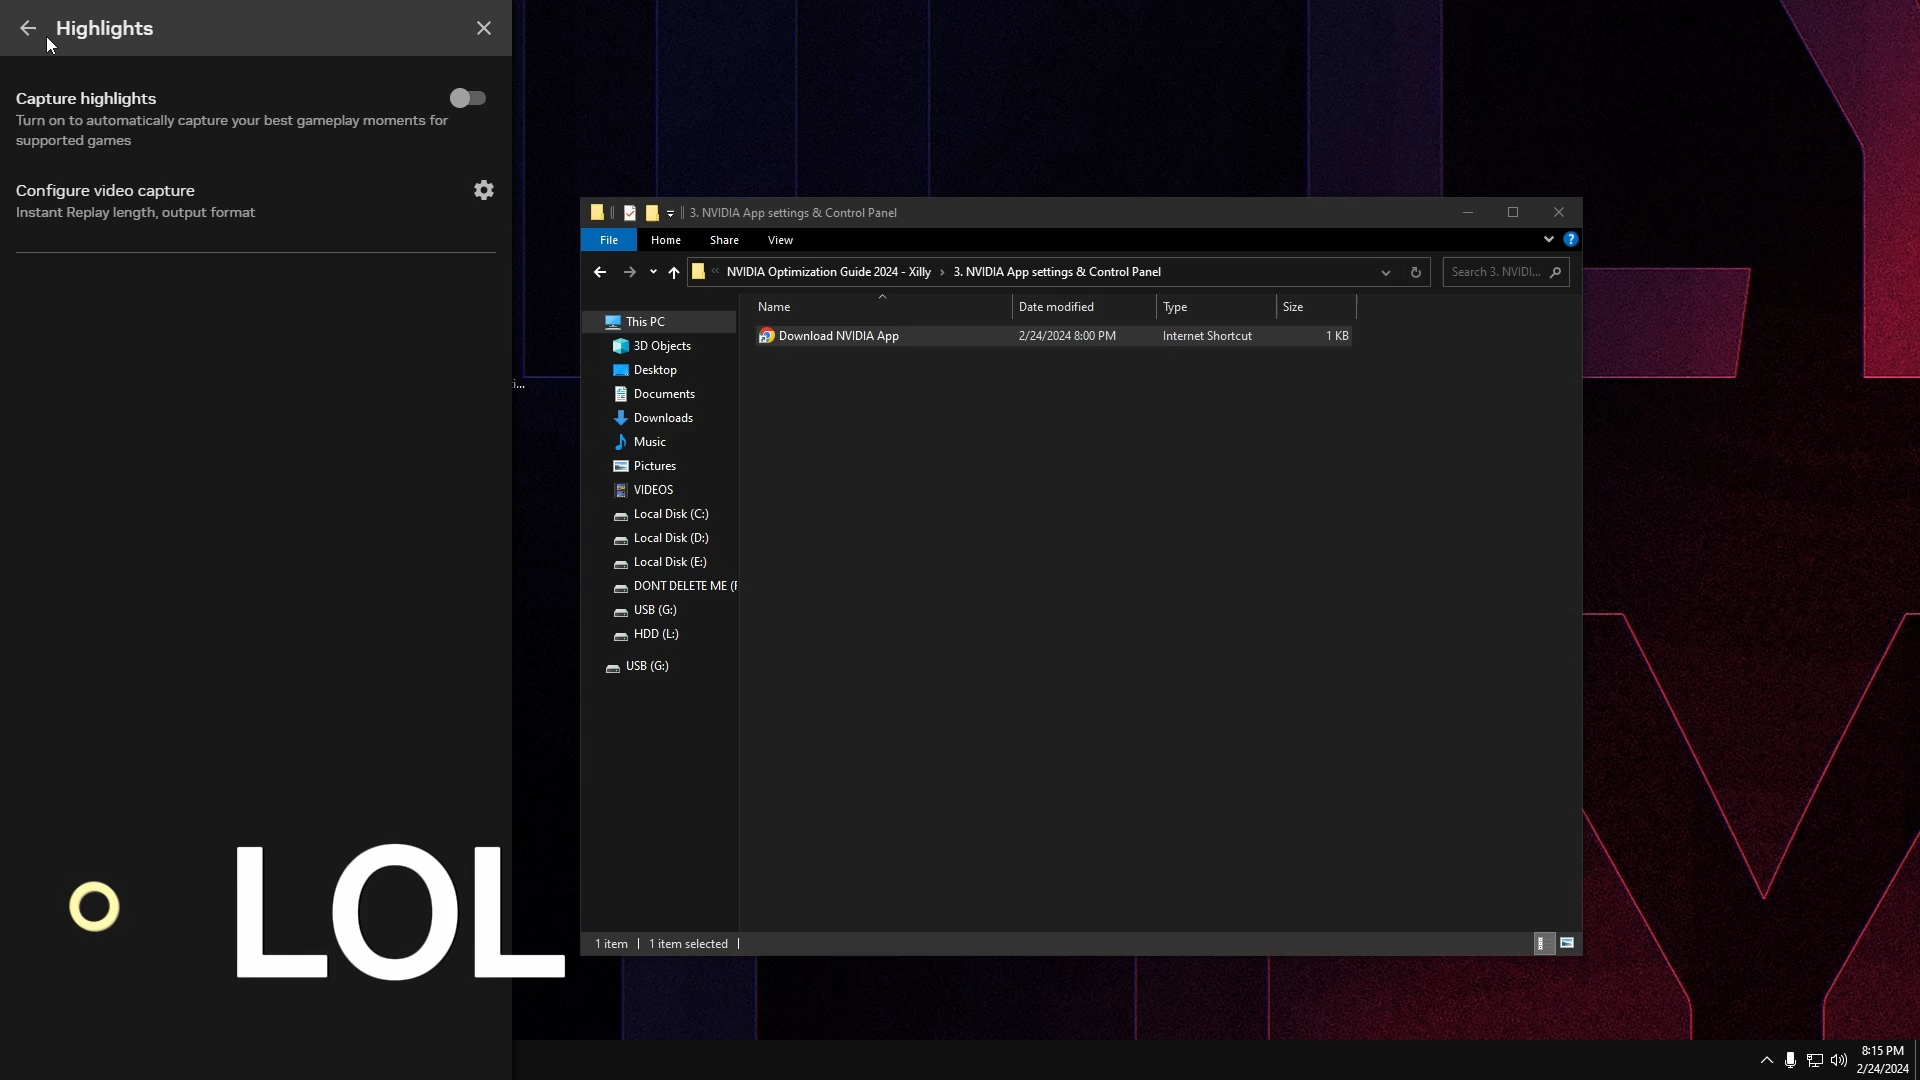 Highlights
Capture highlights
Turn on to automatically capture your best gameplay moments for
supported games
Configure video capture
Instant Replay length, output format
3. NVIDIA App settings & Control Panel
File Home Share View
« NVIDIA Optimization Guide 2024 - Xilly › 3. NVIDIA App settings & Control Panel
Search 3. NVIDI...
Name Date modified Type Size
Download NVIDIA App 2/24/2024 8:00 PM Internet Shortcut 1 KB
This PC
3D Objects
Desktop
Documents
Downloads
Music
Pictures
VIDEOS
Local Disk (C:)
Local Disk (D:)
Local Disk (E:)
DONT DELETE ME (F
USB (G:)
HDD (L:)
USB (G:)
1 item 1 item selected
LOL
8:15 PM
2/24/2024